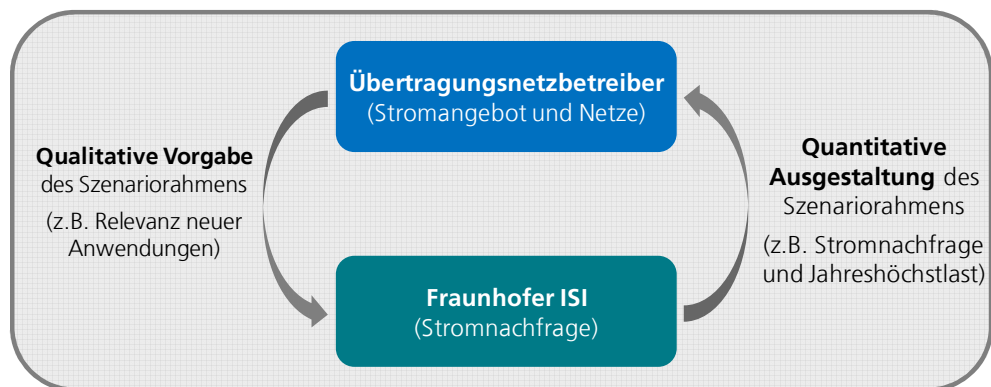 Übertragungsnetzbetreiber
(Stromangebot und Netze)
Qualitative Vorgabe
des Szenariorahmens
(z.B. Relevanz neuer
Anwendungen)
Quantitative
Ausgestaltung des
Szenariorahmens
(z.B. Stromnachfrage
und Jahreshöchstlast)
Fraunhofer ISI
(Stromnachfrage)